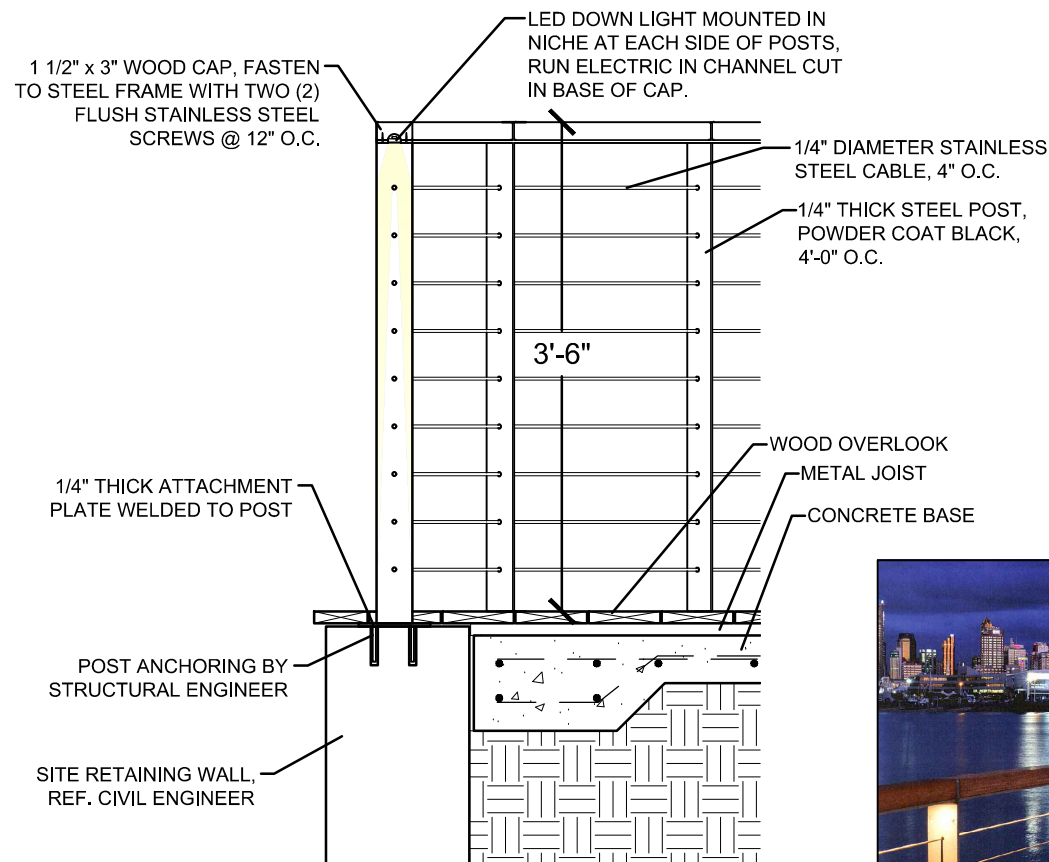 LED DOWN LIGHT MOUNTED IN
NICHE AT EACH SIDE OF POSTS,
RUN ELECTRIC IN CHANNEL CUT
IN BASE OF CAP.
1 1/2" x 3" WOOD CAP, FASTEN
TO STEEL FRAME WITH TWO (2)
FLUSH STAINLESS STEEL
SCREWS @ 12" O.C.
1/4" DIAMETER STAINLESS
STEEL CABLE, 4" O.C.
1/4" THICK STEEL POST,
POWDER COAT BLACK,
4'-0" O.C.
3'-6"
WOOD OVERLOOK
METAL JOIST
CONCRETE BASE
1/4" THICK ATTACHMENT
PLATE WELDED TO POST
POST ANCHORING BY
STRUCTURAL ENGINEER
SITE RETAINING WALL,
REF. CIVIL ENGINEER